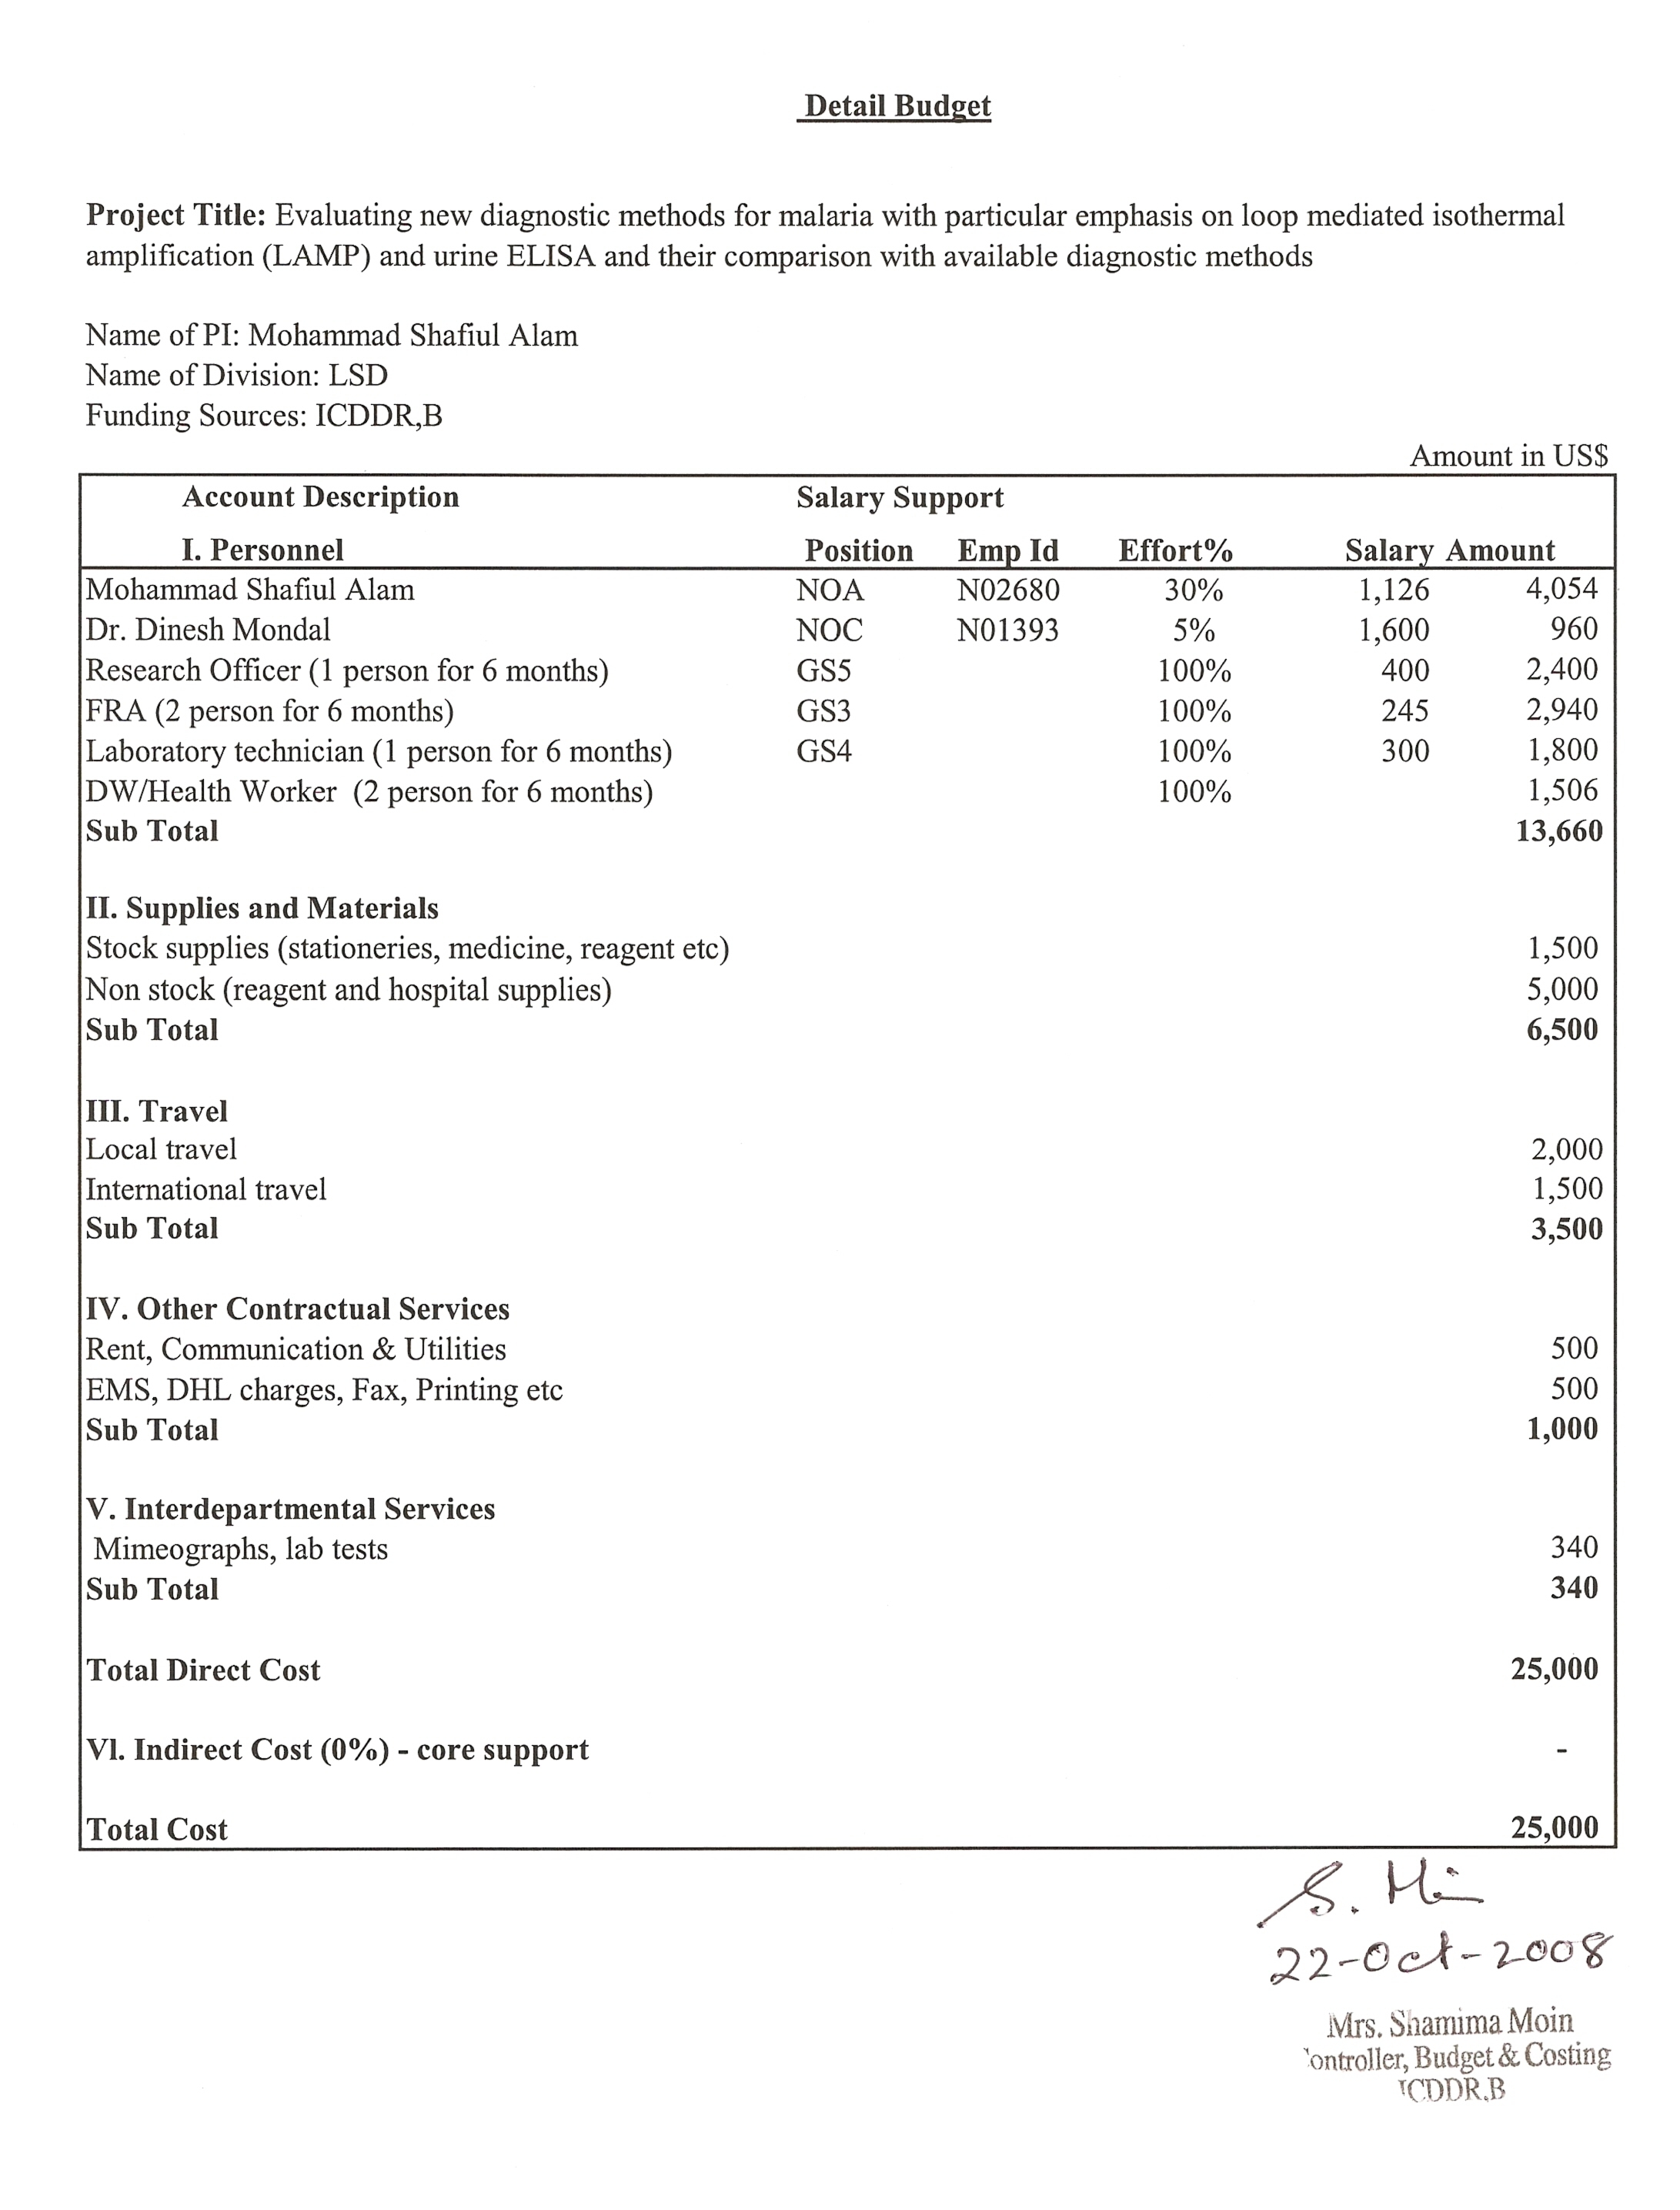 Detail Budget
Project Title: Evaluating new diagnostic methods for malaria with particular emphasis on loop mediated isothermal
amplification (LAMP) and urine ELISA and their comparison with available diagnostic methods
Name of PI: Mohammad Shafiul Alam
Name of Division: LSD
Funding Sources: ICDDR,B
Amount in US$
Account Description Salary Support
I. Personnel Position Emp Id Effort% Salary Amount
Mohammad Shafiul Alam NOA N02680 30% 1,126 4,054
Dr. Dinesh Mondal NOC N01393 5% 1,600 960
Research Officer (1 person for 6 months) GS5 100% 400 2,400
FRA (2 person for 6 months) GS3 100% 245 2,940
Laboratory technician (1 person for 6 months) GS4 100% 300 1,800
DW/Health Worker (2 person for 6 months) 100% 1,506
Sub Total 13,660
II. Supplies and Materials
Stock supplies (stationeries, medicine, reagent etc) 1,500
Non stock (reagent and hospital supplies) 5,000
Sub Total 6,500
III. Travel
Local travel 2,000
International travel 1,500
Sub Total 3,500
IV. Other Contractual Services
Rent, Communication & Utilities 500
EMS, DHL charges, Fax, Printing etc 500
Sub Total 1,000
V. Interdepartmental Services
Mimeographs, lab tests 340
Sub Total 340
Total Direct Cost 25,000
Vl. Indirect Cost (0%) - core support -
Total Cost 25,000
S. Moin
22-Oct-2008
Mrs. Shamima Moin
ontroller, Budget & Costing
ICDDR,B